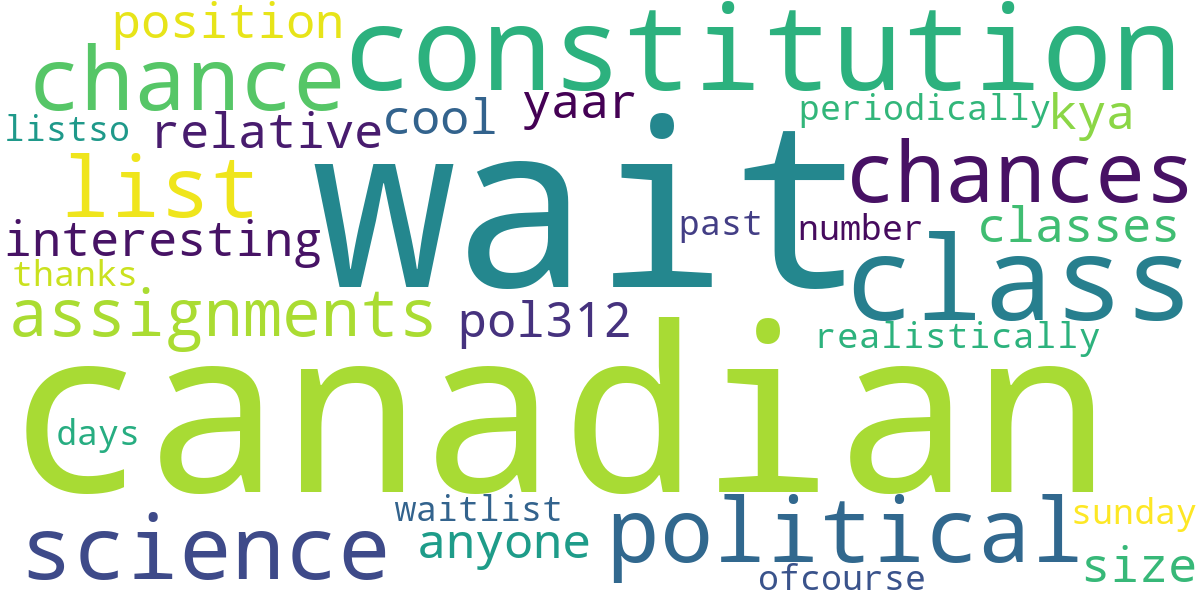 position
constitution
chance
cool
yaar
periodically
kya
listso
relative
wait
chances
list
interesting
past
number
classes
thanks
class
assignments
pol312
realistically
canadian
days
waitlist
political
sunday
science
anyone
ofcourse
size